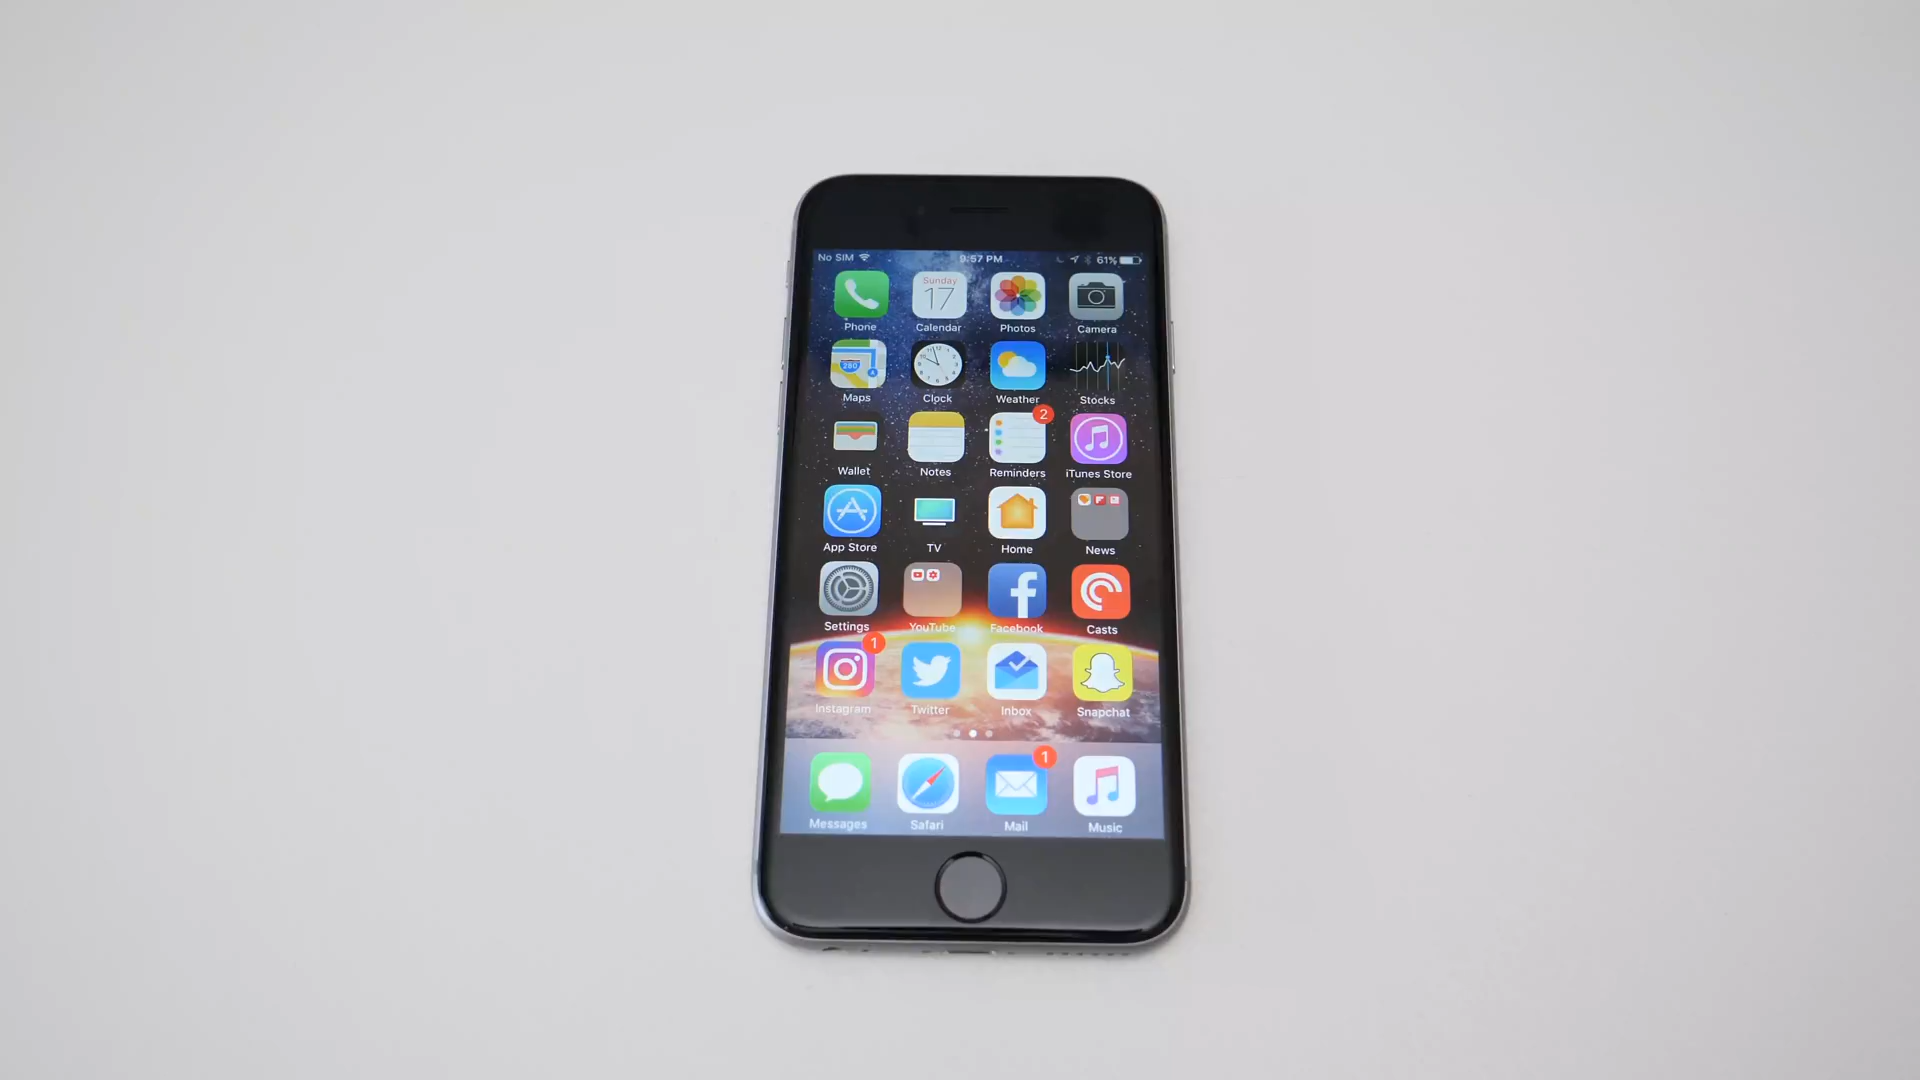 No SIM 9:57 PM 61%
Sunday
17
Phone Calendar Photos Camera
280
Maps Clock Weather Stocks
2
Wallet Notes Reminders iTunes Store
App Store TV Home News
Settings YouTube Facebook Casts
1
Instagram Twitter Inbox Snapchat
1
Messages Safari Mail Music